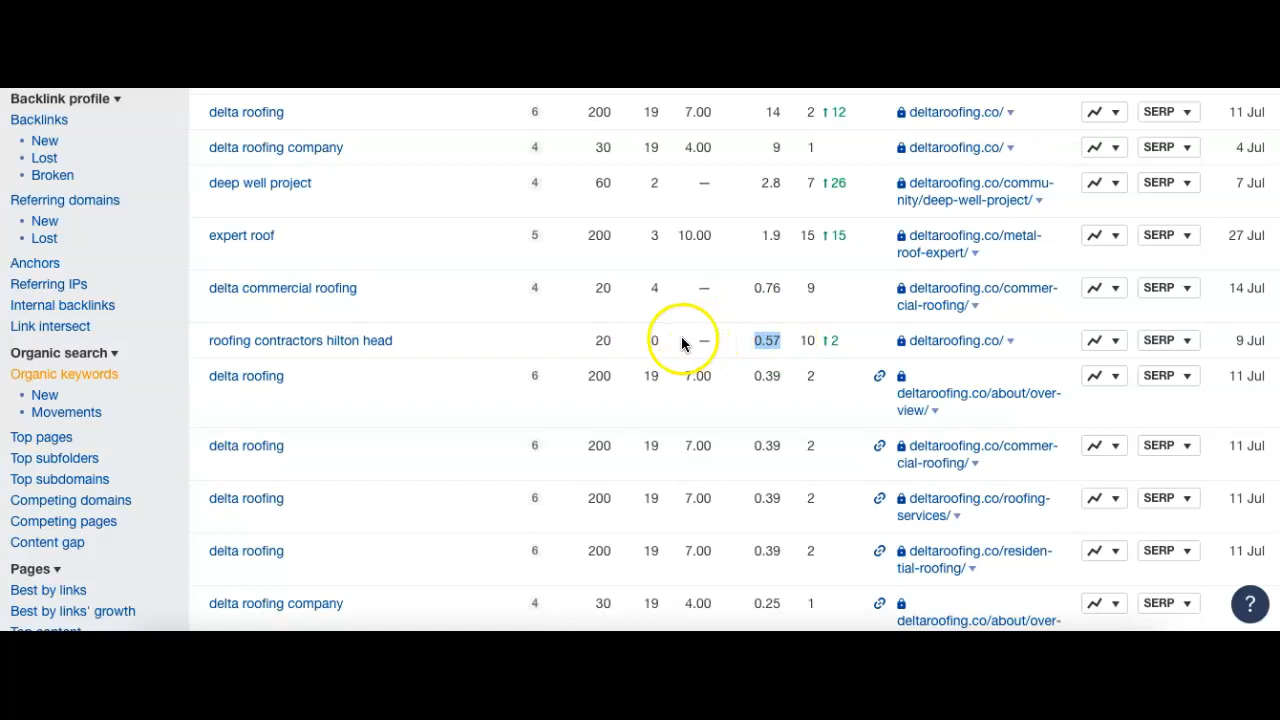 Backlink profile ▾
Backlinks
• New
• Lost
• Broken
Referring domains
• New
• Lost
Anchors
Referring IPs
Internal backlinks
Link intersect
Organic search ▾
Organic keywords
• New
• Movements
Top pages
Top subfolders
Top subdomains
Competing domains
Competing pages
Content gap
Pages ▾
Best by links
Best by links' growth
delta roofing 6 200 19 7.00 14 2 ↑12 deltaroofing.co/ ▾ SERP ▾ 11 Jul
delta roofing company 4 30 19 4.00 9 1 deltaroofing.co/ ▾ SERP ▾ 4 Jul
deep well project 4 60 2 — 2.8 7 ↑26 deltaroofing.co/commu-
nity/deep-well-project/ ▾ SERP ▾ 7 Jul
expert roof 5 200 3 10.00 1.9 15 ↑15 deltaroofing.co/metal-
roof-expert/ ▾ SERP ▾ 27 Jul
delta commercial roofing 4 20 4 — 0.76 9 deltaroofing.co/commer-
cial-roofing/ ▾ SERP ▾ 14 Jul
roofing contractors hilton head 20 0 — 0.57 10 ↑2 deltaroofing.co/ ▾ SERP ▾ 9 Jul
delta roofing 6 200 19 7.00 0.39 2 SERP ▾ 11 Jul
deltaroofing.co/about/over-
view/ ▾
delta roofing 6 200 19 7.00 0.39 2 deltaroofing.co/commer-
cial-roofing/ ▾ SERP ▾ 11 Jul
delta roofing 6 200 19 7.00 0.39 2 deltaroofing.co/roofing-
services/ ▾ SERP ▾ 11 Jul
delta roofing 6 200 19 7.00 0.39 2 deltaroofing.co/residen-
tial-roofing/ ▾ SERP ▾ 11 Jul
delta roofing company 4 30 19 4.00 0.25 1 SERP ▾ 4 Jul
deltaroofing.co/about/over-
?